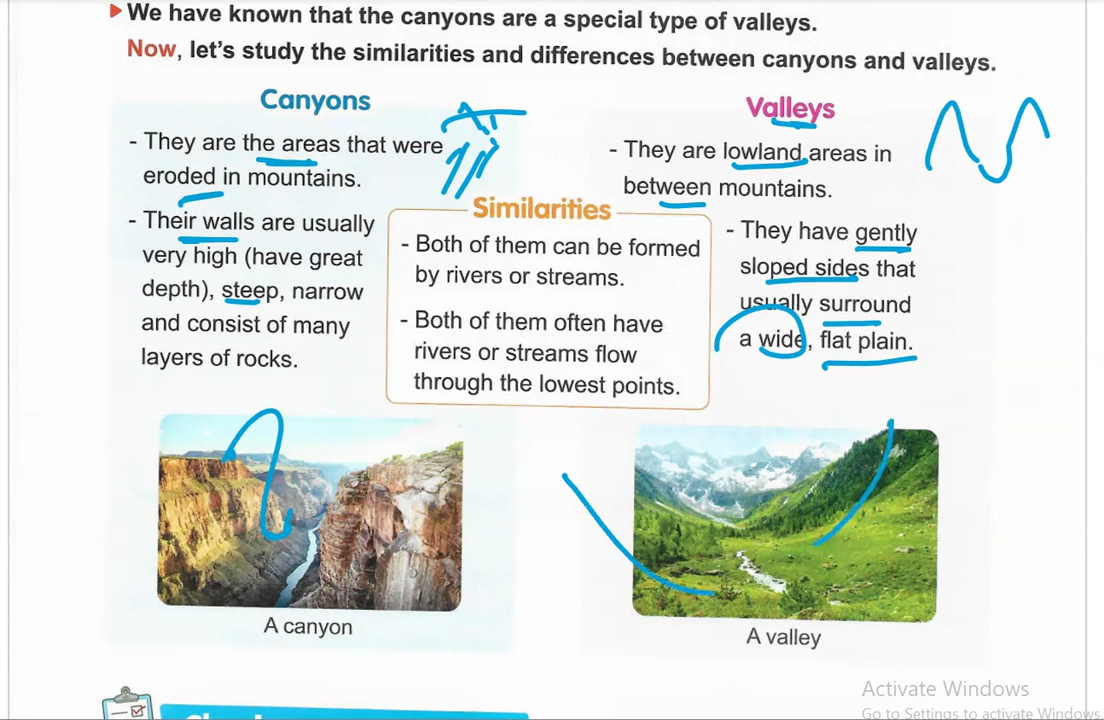 We have known that the canyons are a special type of valleys.
Now, let's study the similarities and differences between canyons and valleys.
Canyons
- They are the areas that were
eroded in mountains.
- Their walls are usually
very high (have great
depth), steep, narrow
and consist of many
layers of rocks.
Similarities
- Both of them can be formed
by rivers or streams.
- Both of them often have
rivers or streams flow
through the lowest points.
Valleys
- They are lowland areas in
between mountains.
- They have gently
sloped sides that
usually surround
a wide, flat plain.
A canyon
A valley
Activate Windows
Go to Settings to activate Windows.